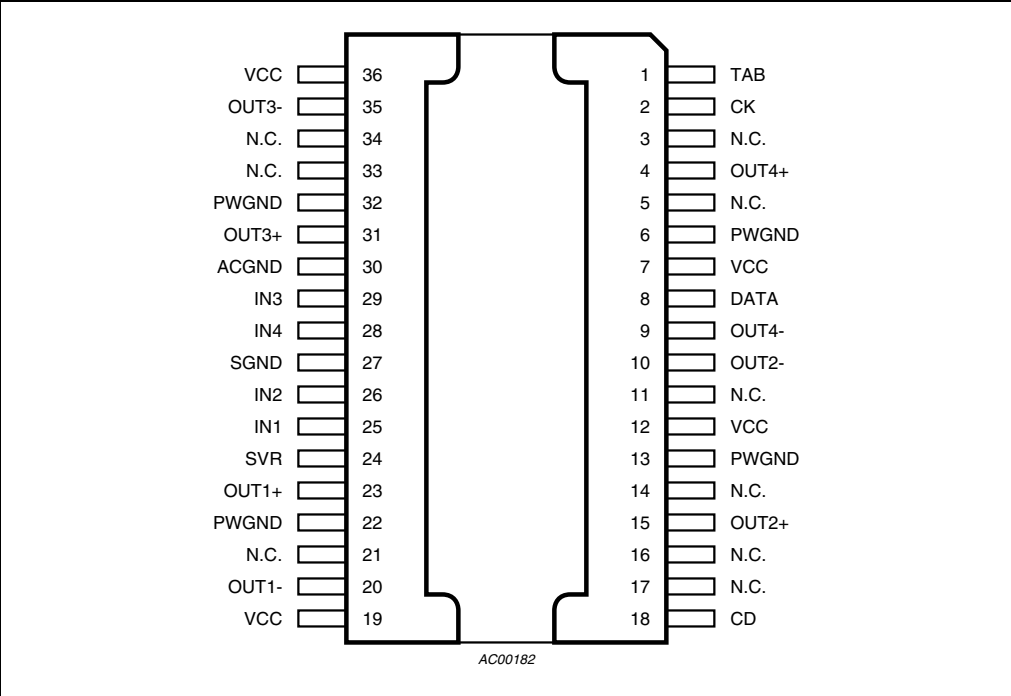 VCC 36 1 TAB
OUT3- 35 2 CK
N.C. 34 3 N.C.
N.C. 33 4 OUT4+
PWGND 32 5 N.C.
OUT3+ 31 6 PWGND
ACGND 30 7 VCC
IN3 29 8 DATA
IN4 28 9 OUT4-
SGND 27 10 OUT2-
IN2 26 11 N.C.
IN1 25 12 VCC
SVR 24 13 PWGND
OUT1+ 23 14 N.C.
PWGND 22 15 OUT2+
N.C. 21 16 N.C.
OUT1- 20 17 N.C.
VCC 19 18 CD
AC00182